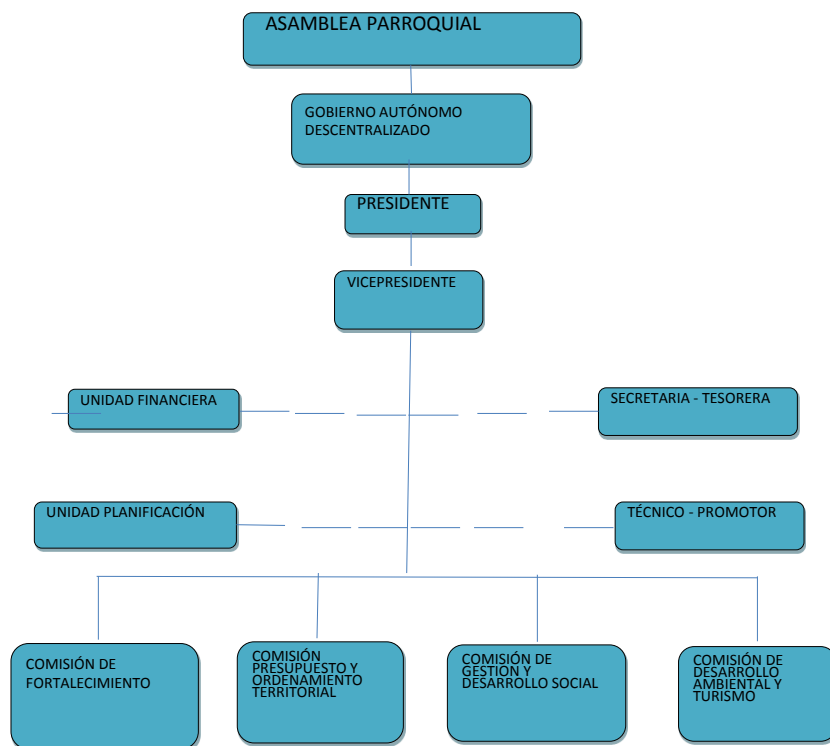 ASAMBLEA PARROQUIAL
GOBIERNO AUTÓNOMO
DESCENTRALIZADO
PRESIDENTE
VICEPRESIDENTE
UNIDAD FINANCIERA
SECRETARIA - TESORERA
UNIDAD PLANIFICACIÓN
TÉCNICO - PROMOTOR
COMISIÓN DE
FORTALECIMIENTO
COMISIÓN
PRESUPUESTO Y
ORDENAMIENTO
TERRITORIAL
COMISIÓN DE
GESTION Y
DESARROLLO SOCIAL
COMISIÓN DE
DESARROLLO
AMBIENTAL Y
TURISMO